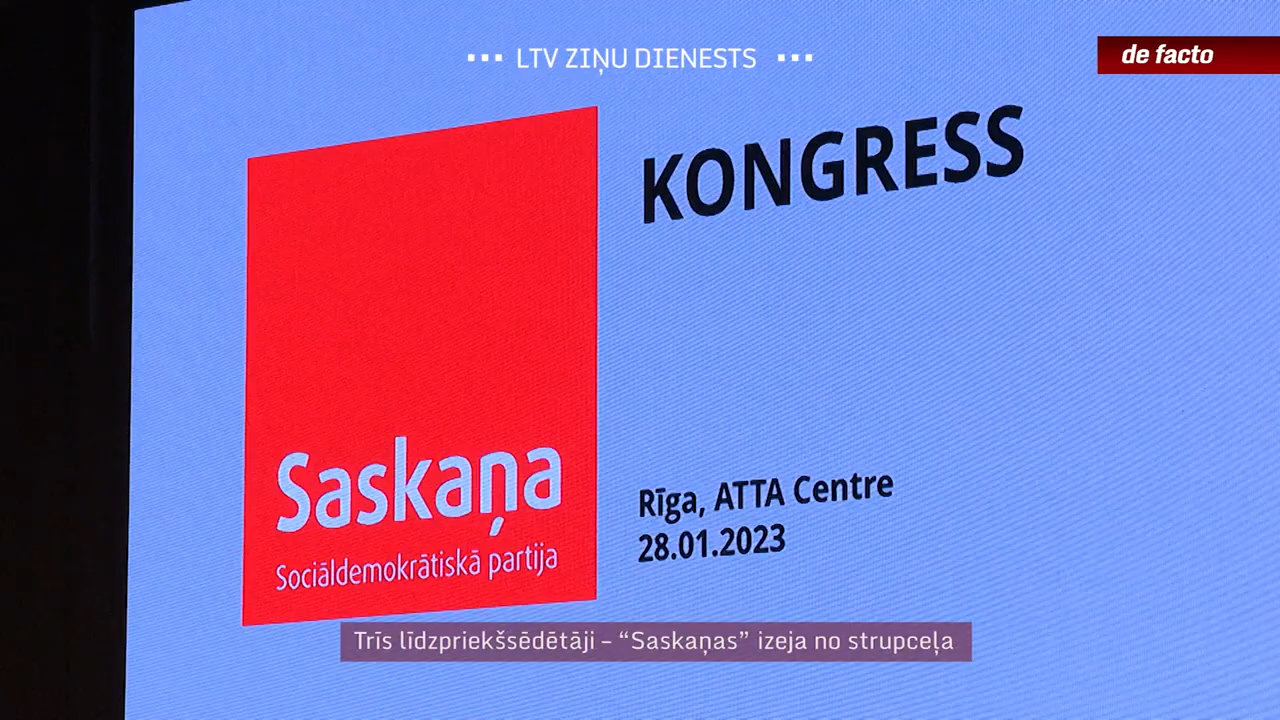 LTV ZIŅU DIENESTS
de facto
KONGRESS
Saskaņa
Sociāldemokrātiskā partija
Rīga, ATTA Centre
28.01.2023
Trīs līdzpriekšsēdētāji – “Saskaņas” izeja no strupceļa